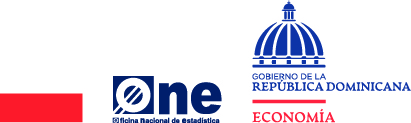 One
Oficina Nacional de Estadística
GOBIERNO DE LA
REPÚBLICA DOMINICANA
ECONOMÍA